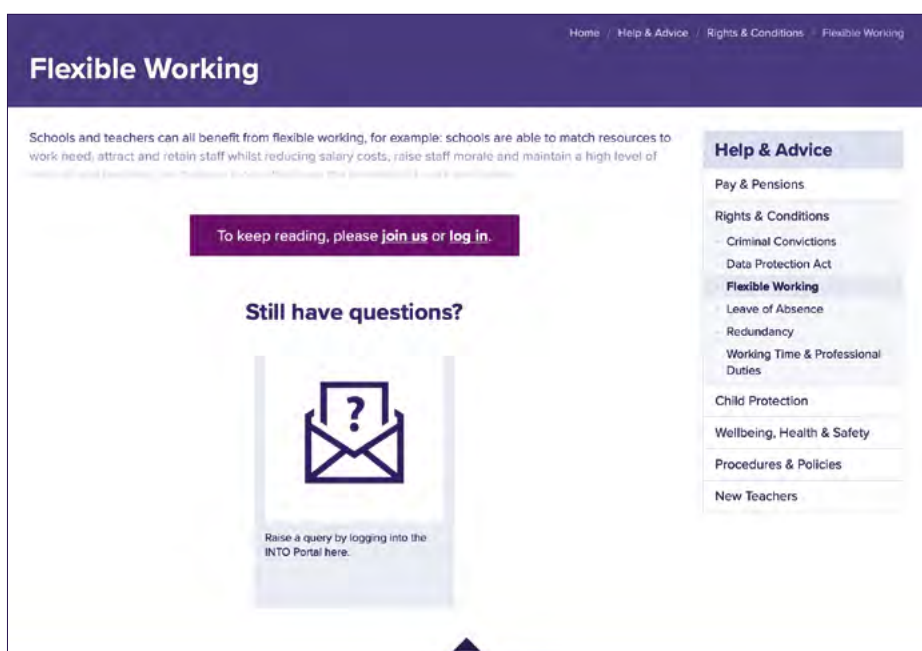 Home / Help & Advice / Rights & Conditions / Flexible Working
Flexible Working
Schools and teachers can all benefit from flexible working, for example: schools are able to match resources to
work need, attract and retain staff whilst reducing salary costs, raise staff morale and maintain a high level of
To keep reading, please join us or log in.
Still have questions?
?
Raise a query by logging into the
INTO Portal here.
Help & Advice
Pay & Pensions
Rights & Conditions
Criminal Convictions
Data Protection Act
Flexible Working
Leave of Absence
Redundancy
Working Time & Professional
Duties
Child Protection
Wellbeing, Health & Safety
Procedures & Policies
New Teachers